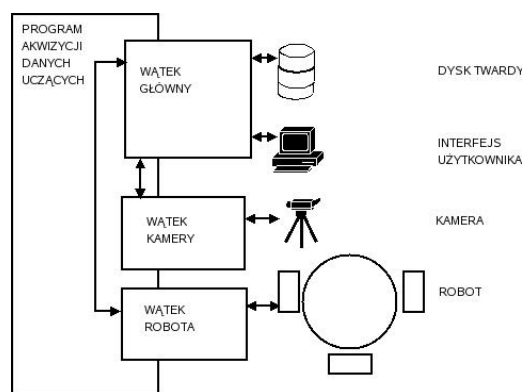 PROGRAM
AKWIZYCJI
DANYCH
UCZĄCYCH
WĄTEK
GŁÓWNY
DYSK TWARDY
INTERFEJS
UŻYTKOWNIKA
WĄTEK
KAMERY
KAMERA
WĄTEK
ROBOTA
ROBOT